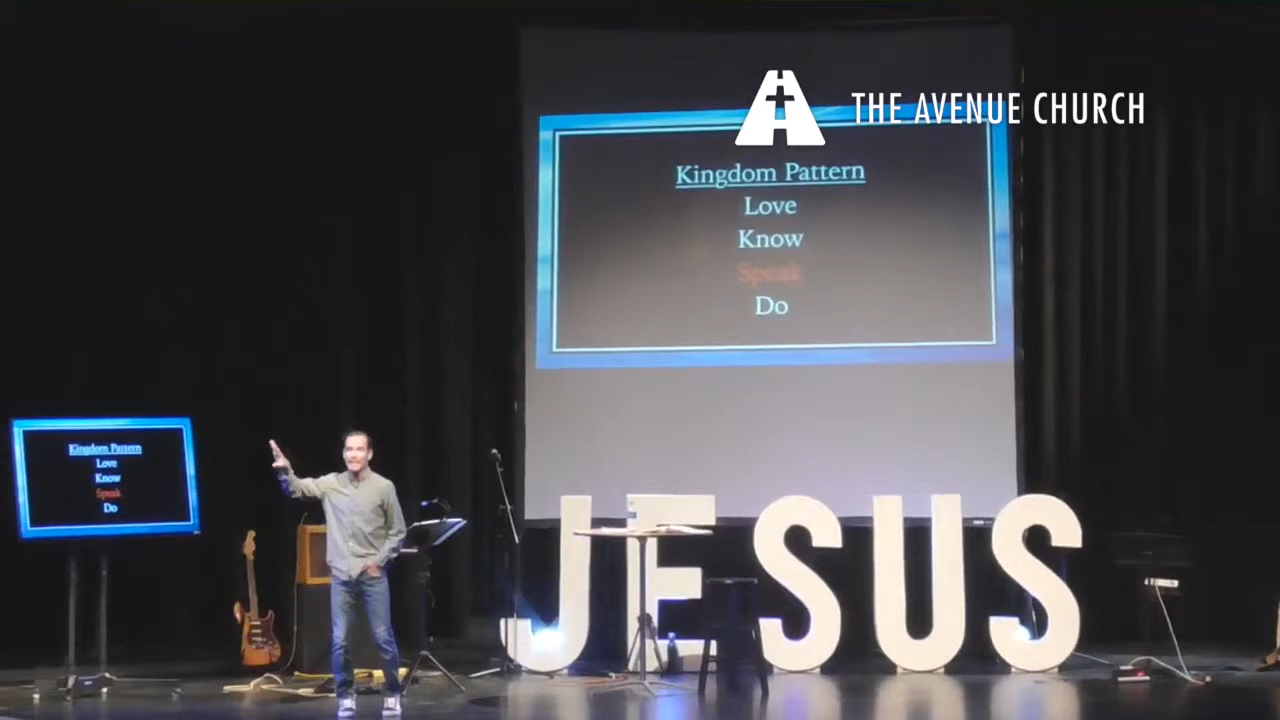 THE AVENUE CHURCH
Kingdom Pattern
Love
Know
Speak
Do
Kingdom Pattern
Love
Know
Speak
Do
JESUS